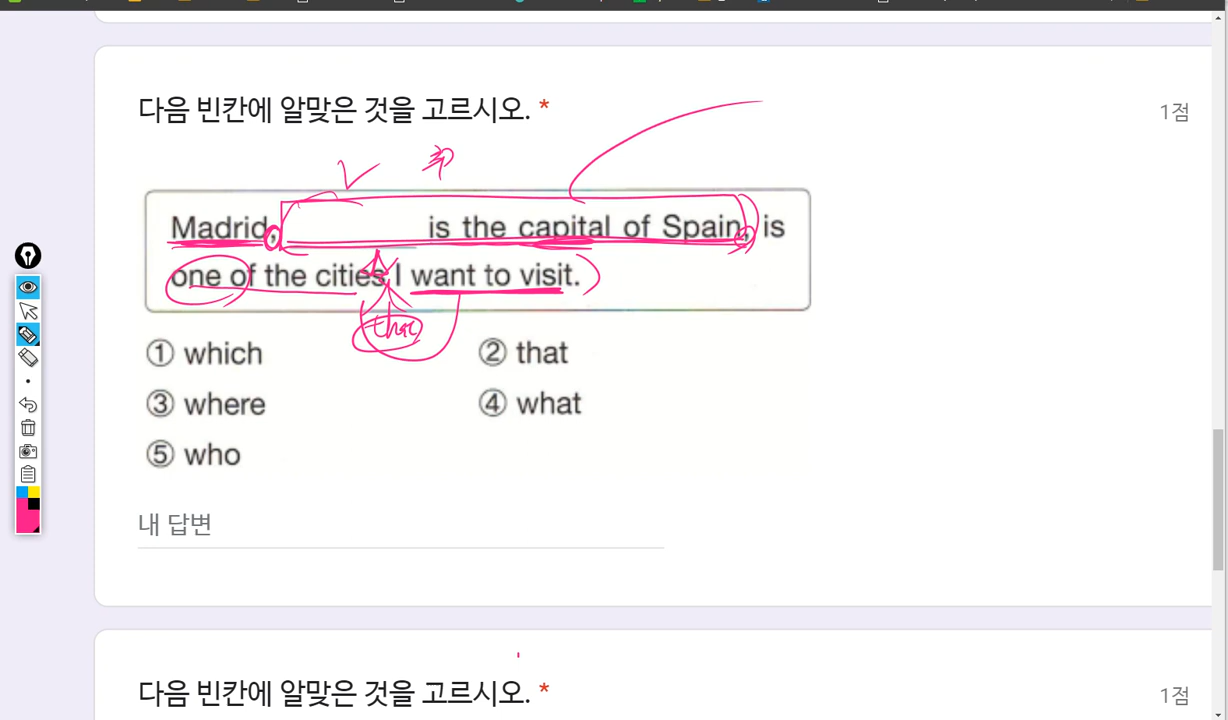 다음 빈칸에 알맞은 것을 고르시오. *
1점
Madrid, is the capital of Spain, is
one of the cities I want to visit.
that
① which
② that
③ where
④ what
⑤ who
내 답변
다음 빈칸에 알맞은 것을 고르시오. *
1점